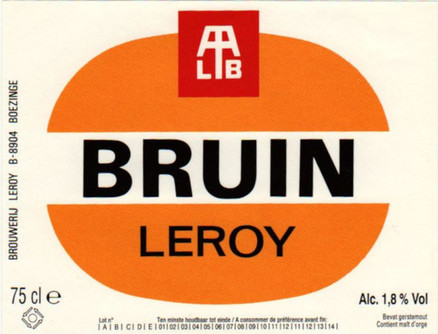 ATLB
BRUIN
LEROY
BROUWERIJ LEROY B-8904 BOEZINGE
75 cl e
Alc. 1,8 % Vol
Bevat gerstemout
Contient malt d'orge
Lot n° Ten minste houdbaar tot einde / A consommer de préférence avant fin:
|A|B|C|D|E|01|02|03|04|05|06|07|08|09|10|11|12|11|12|13|14|